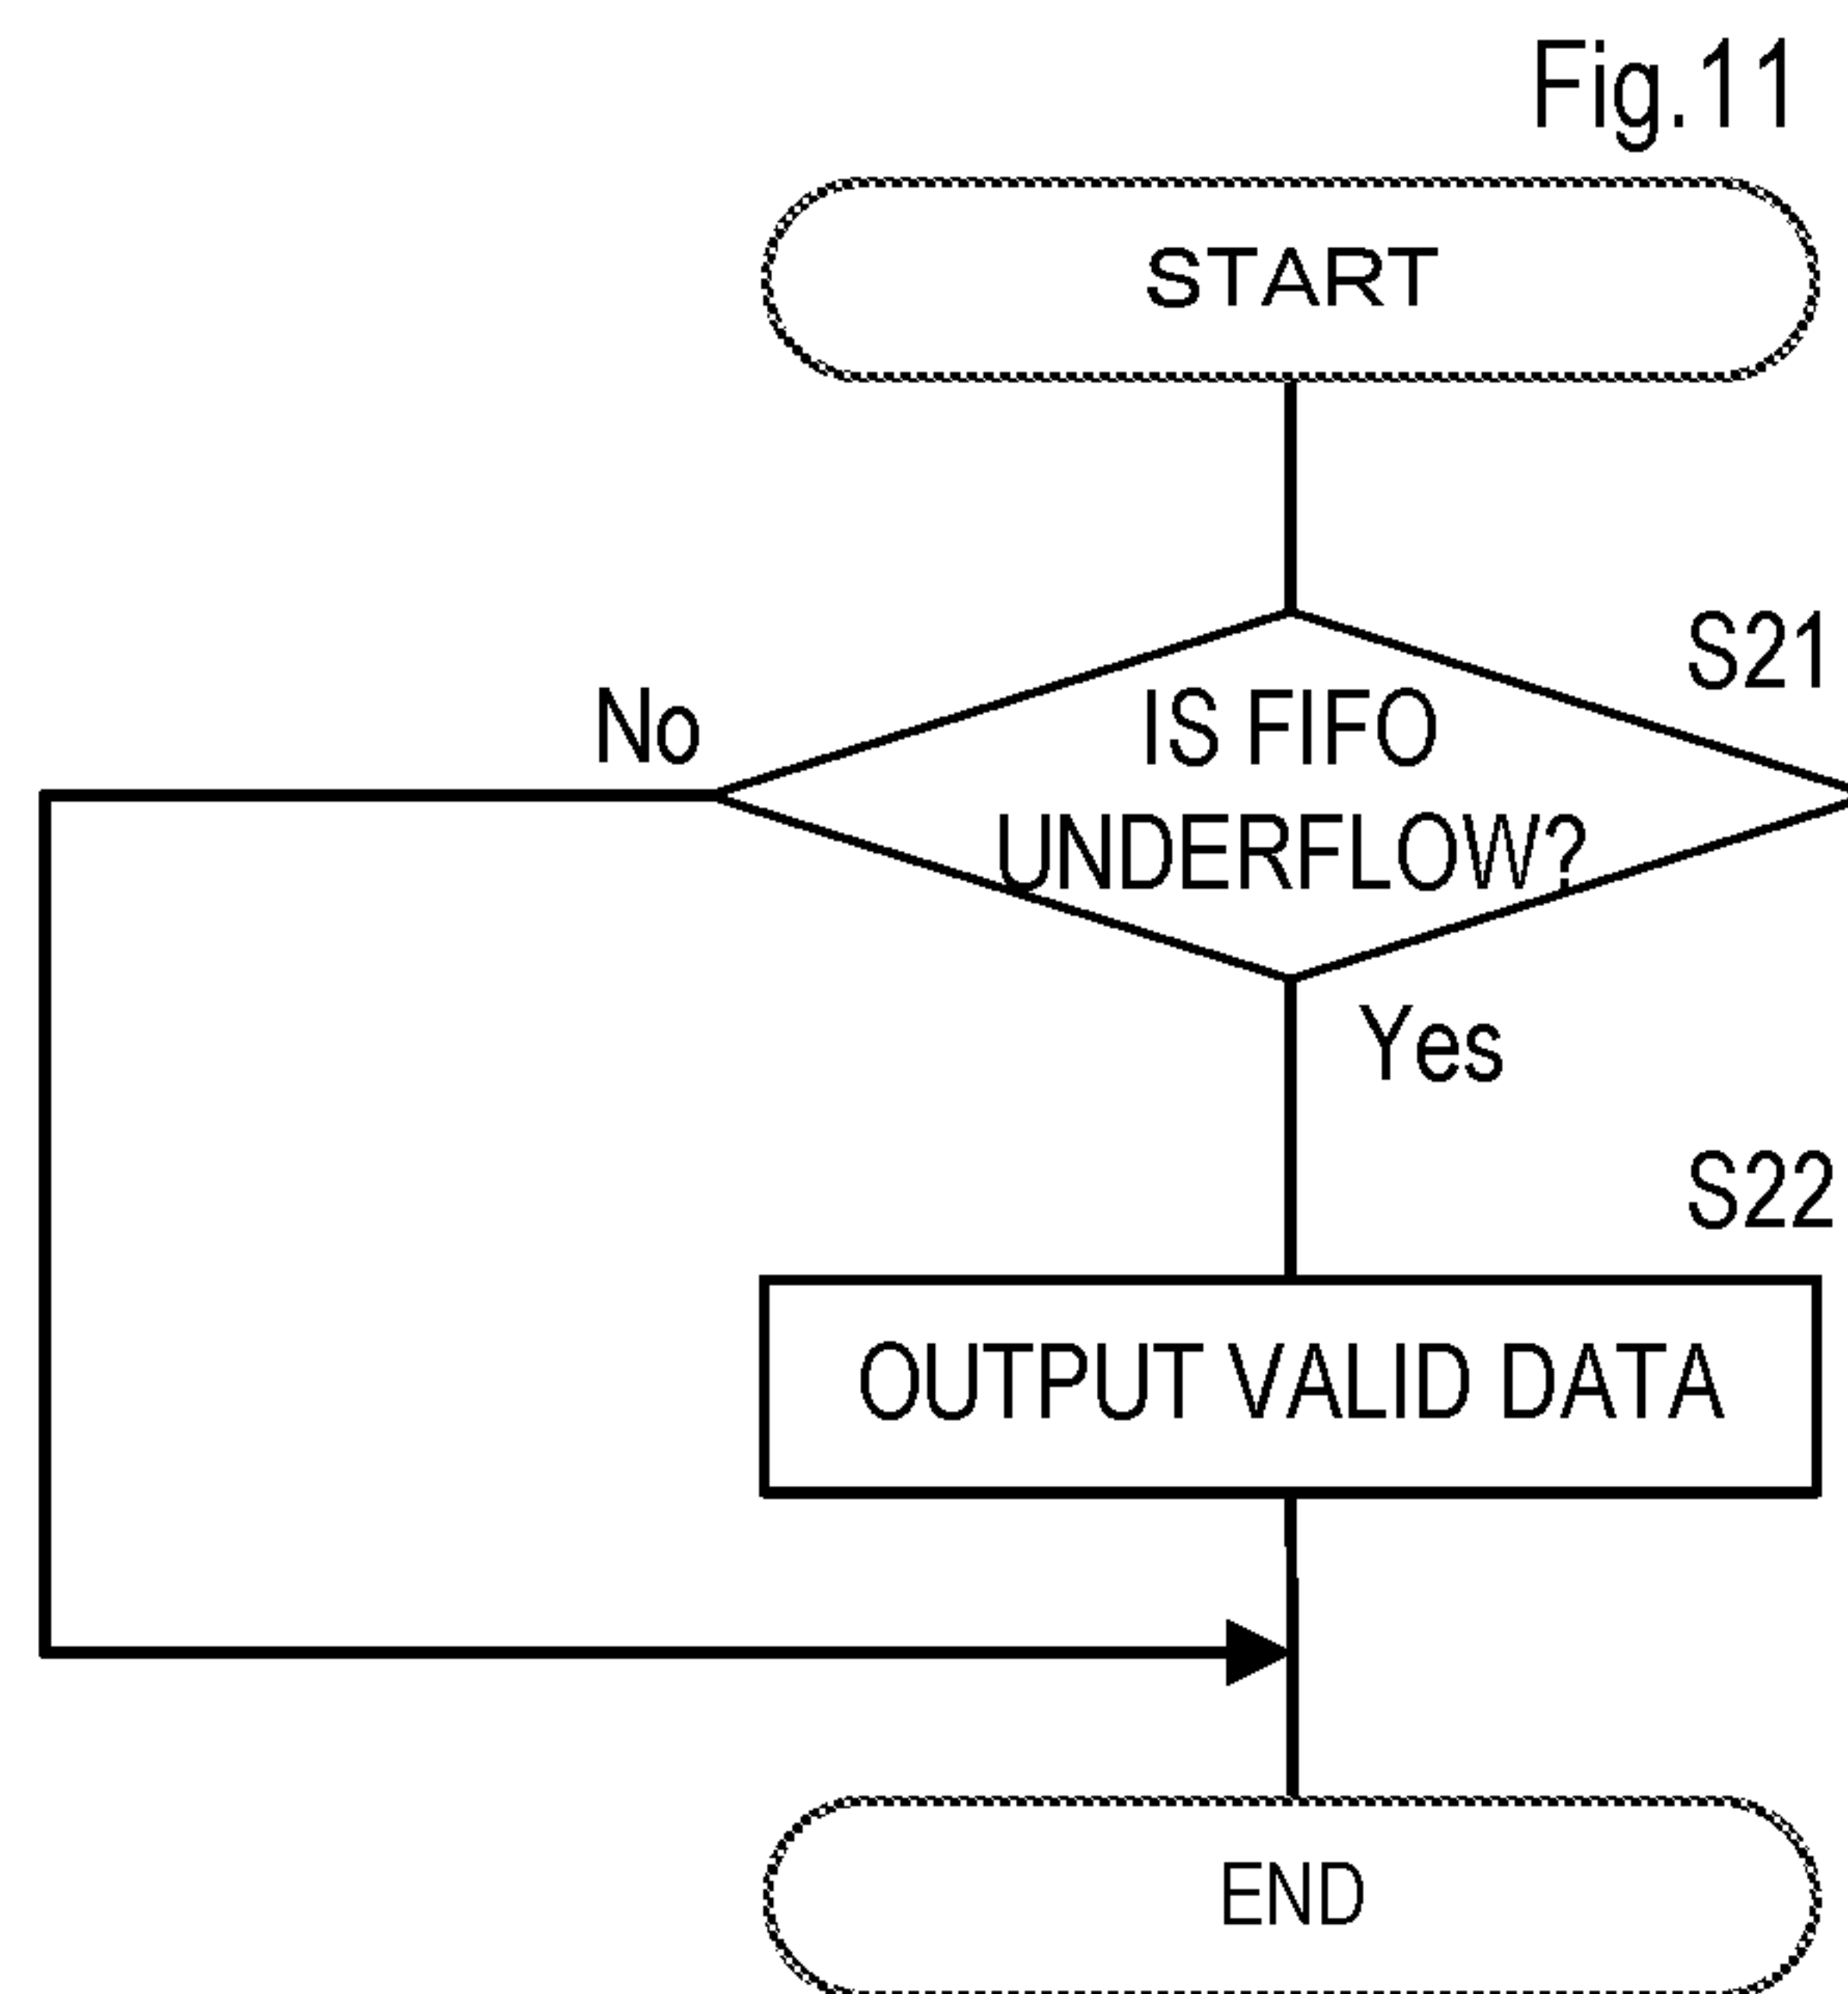 Fig.11
START
S21
No
IS FIFO
UNDERFLOW?
Yes
S22
OUTPUT VALID DATA
END